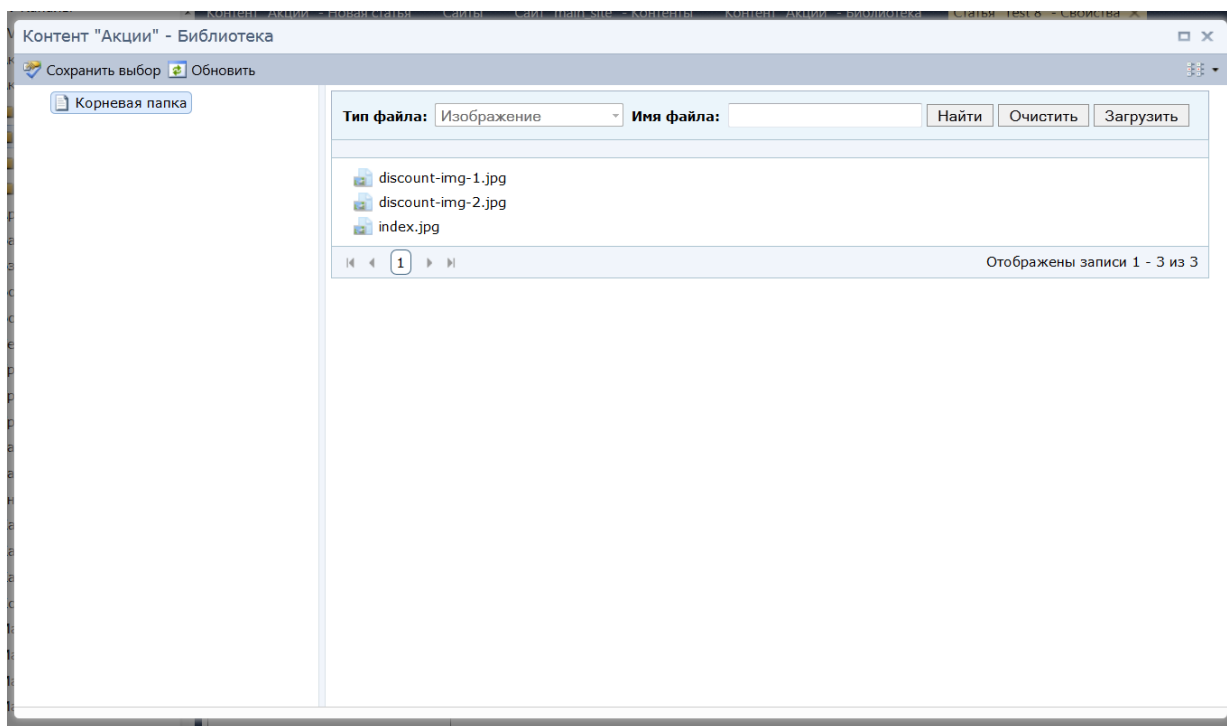 Контент "Акции" - Библиотека
Сохранить выбор Обновить
Корневая папка
Тип файла: Изображение Имя файла: Найти Очистить Загрузить
discount-img-1.jpg
discount-img-2.jpg
index.jpg
1 Отображены записи 1 - 3 из 3